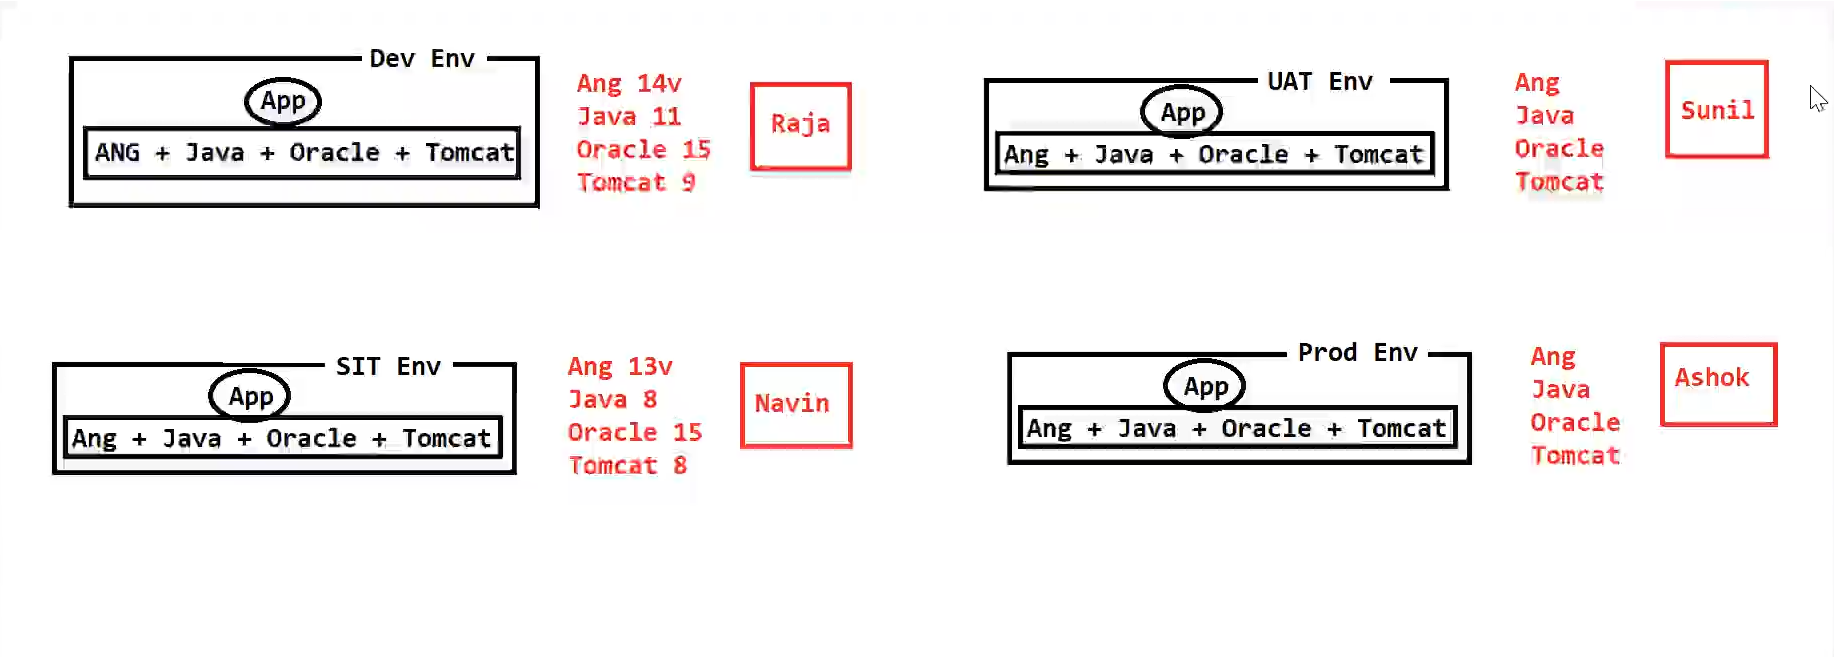 Dev Env
App
ANG + Java + Oracle + Tomcat
Ang 14v
Java 11
Oracle 15
Tomcat 9
Raja
UAT Env
App
Ang + Java + Oracle + Tomcat
Ang
Java
Oracle
Tomcat
Sunil
SIT Env
App
Ang + Java + Oracle + Tomcat
Ang 13v
Java 8
Oracle 15
Tomcat 8
Navin
Prod Env
App
Ang + Java + Oracle + Tomcat
Ang
Java
Oracle
Tomcat
Ashok